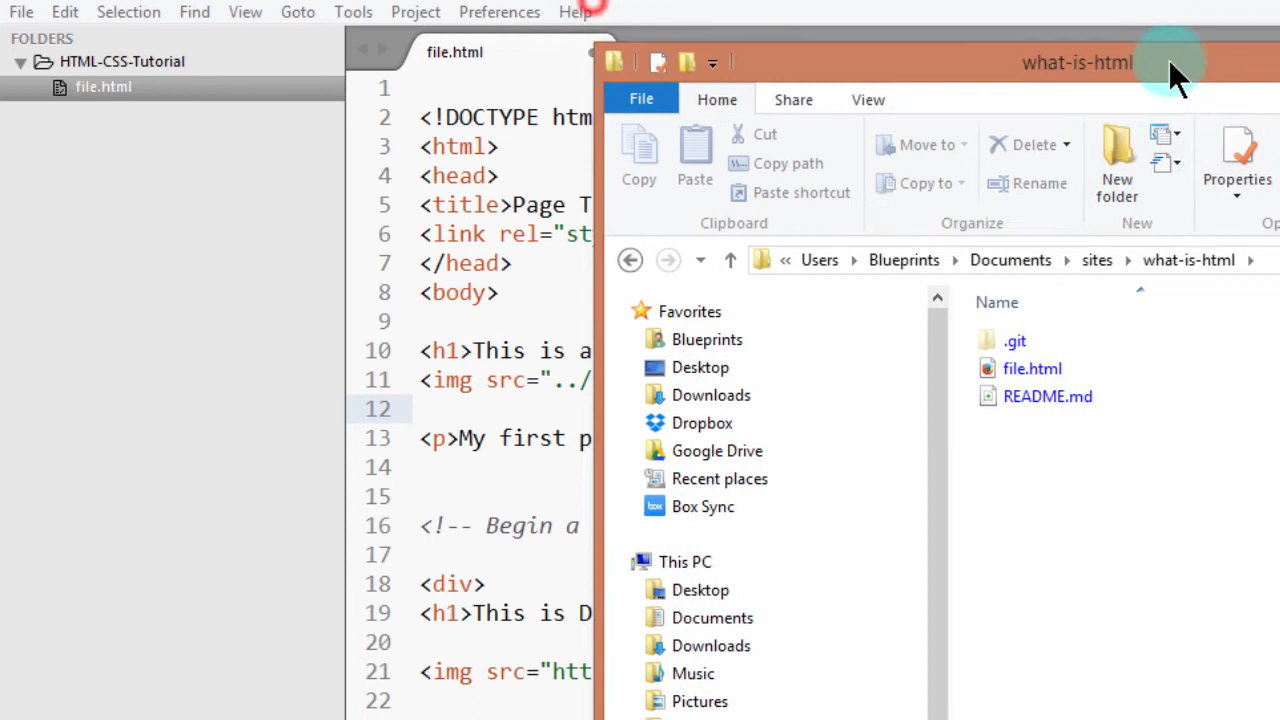 File Edit Selection Find View Goto Tools Project Preferences Help
FOLDERS
HTML-CSS-Tutorial
file.html
file.html
1
2 <!DOCTYPE htm
3 <html>
4 <head>
5 <title>Page T
6 <link rel="st
7 </head>
8 <body>
9
10 <h1>This is a
11 <img src="../
12
13 <p>My first p
14
15
16 <!-- Begin a
17
18 <div>
19 <h1>This is D
20
21 <img src="htt
22
what-is-html
File Home Share View
Copy
Paste
Cut
Copy path
Paste shortcut
Clipboard
Move to
Copy to
Delete
Rename
Organize
New folder
New
Properties
Op
« Users Blueprints Documents sites what-is-html
Favorites
Blueprints
Desktop
Downloads
Dropbox
Google Drive
Recent places
Box Sync
This PC
Desktop
Documents
Downloads
Music
Pictures
Name
.git
file.html
README.md